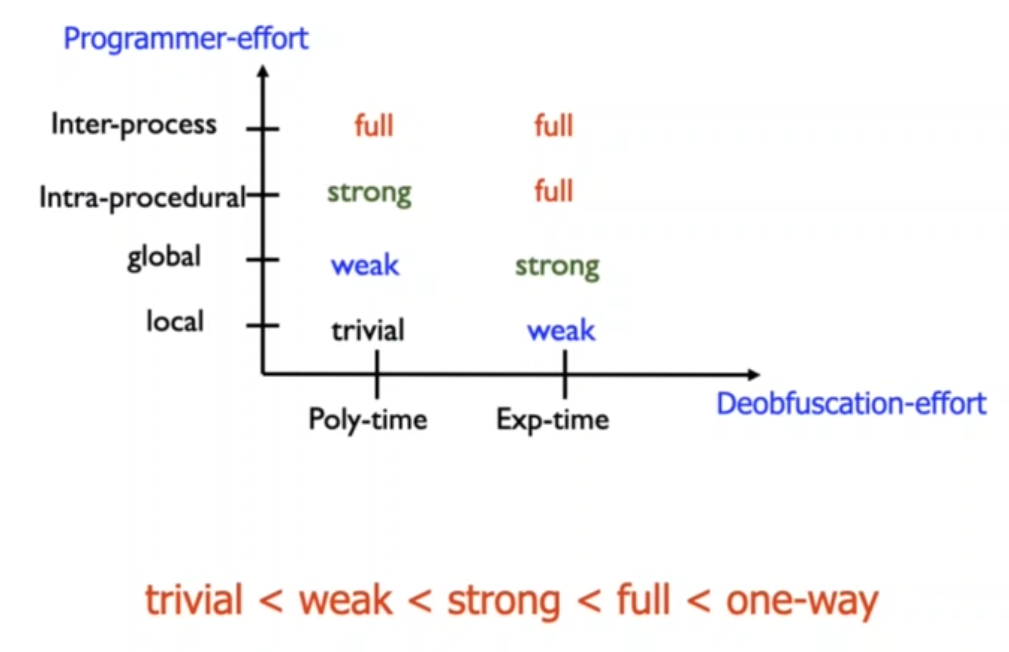 Programmer-effort
Inter-process full full
Intra-procedural strong full
global weak strong
local trivial weak
Poly-time Exp-time
Deobfuscation-effort
trivial < weak < strong < full < one-way